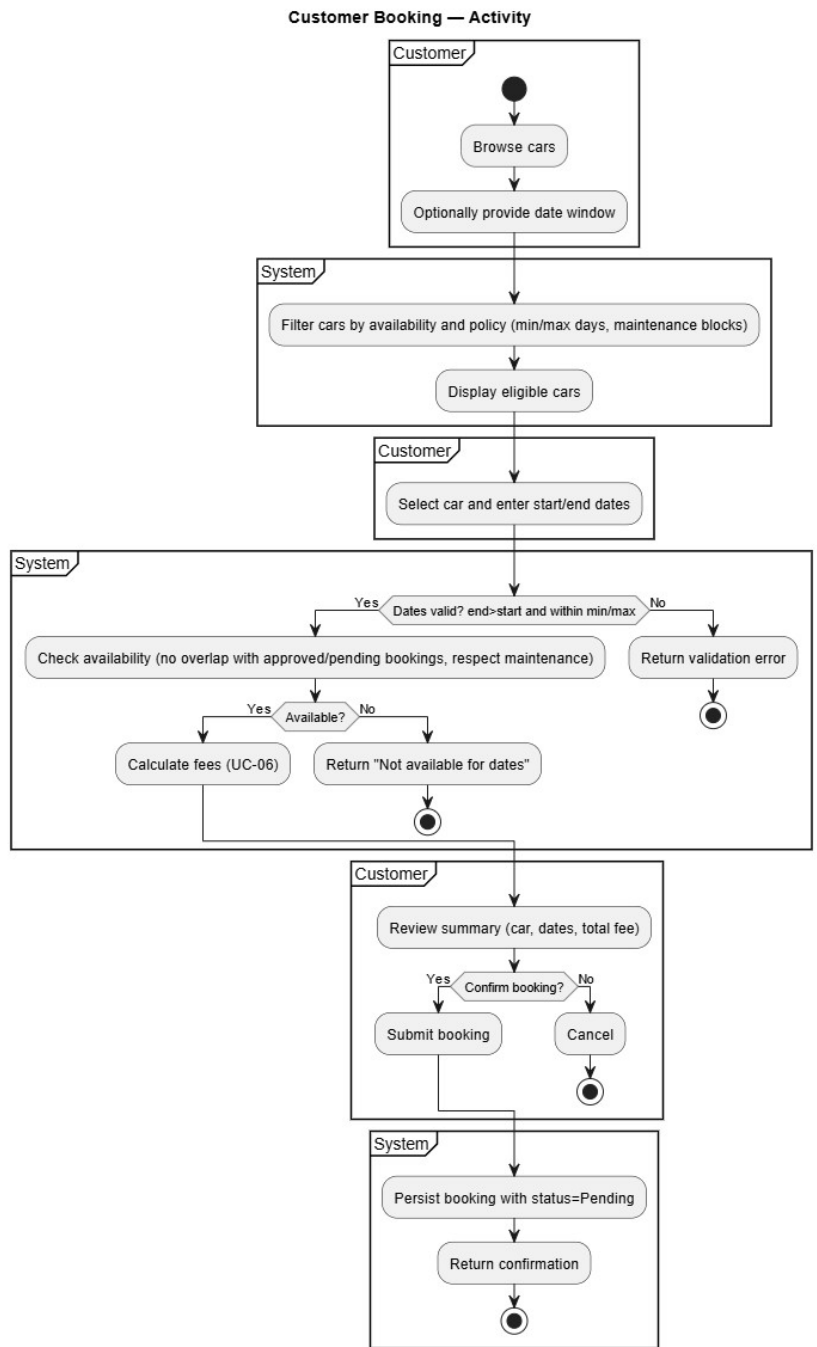 Customer Booking — Activity
Customer
Browse cars
Optionally provide date window
System
Filter cars by availability and policy (min/max days, maintenance blocks)
Display eligible cars
Customer
Select car and enter start/end dates
System
Yes
Dates valid? end>start and within min/max
No
Check availability (no overlap with approved/pending bookings, respect maintenance)
Return validation error
Yes
Available?
No
Calculate fees (UC-06)
Return "Not available for dates"
Customer
Review summary (car, dates, total fee)
Yes
Confirm booking?
No
Submit booking
Cancel
System
Persist booking with status=Pending
Return confirmation